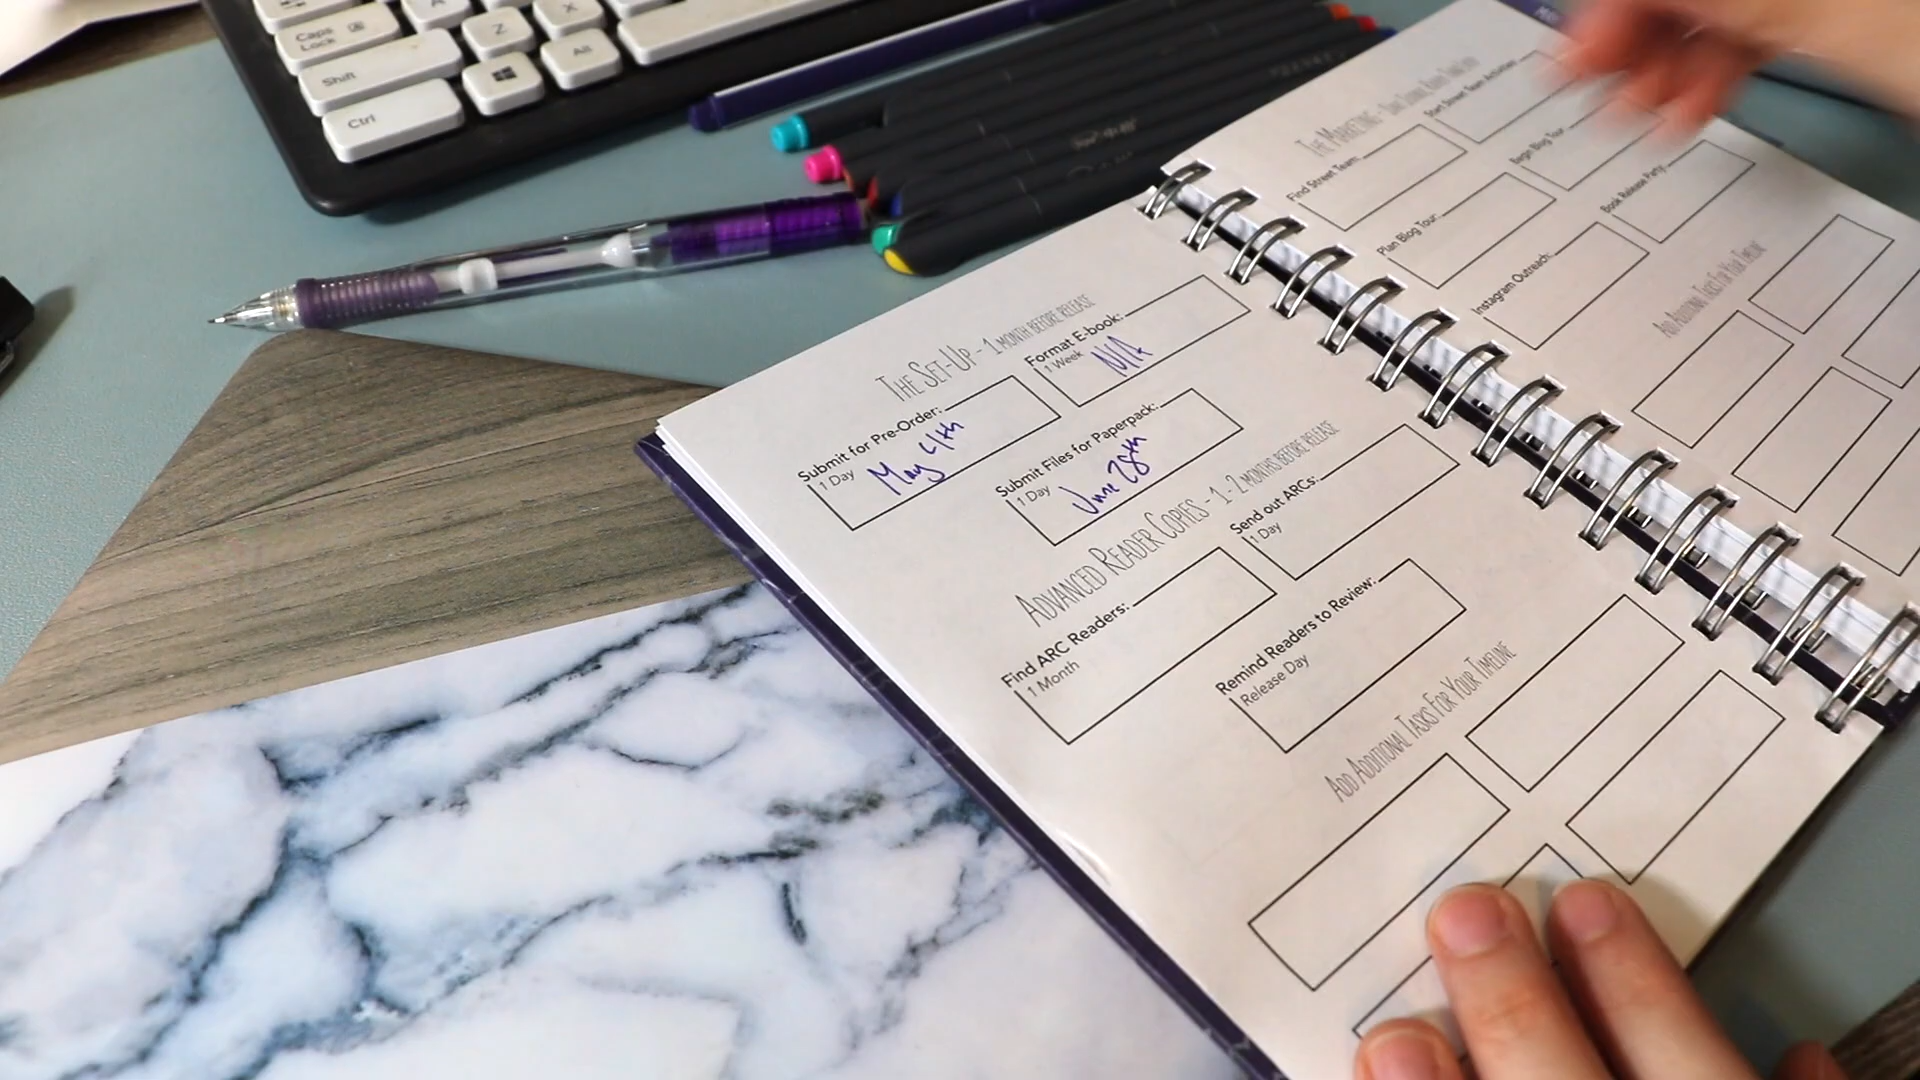 Caps
Lock
A
Z
X
Shift
Alt
Ctrl
THE SET-UP - 1 MONTH BEFORE RELEASE
Submit for Pre-Order:
1 Day
May 4th
Format E-book:
1 Week
N/A
Submit Files for Paperpack:
1 Day
June 28th
ADVANCED READER COPIES - 1 - 2 MONTHS BEFORE RELEASE
Find ARC Readers:
1 Month
Send out ARCs:
1 Day
Remind Readers to Review:
Release Day
ADD ADDITIONAL TASKS FOR YOUR TIMELINE
THE MARKETING -
Find Street Team:
Start Street Team Activities:
Plan Blog Tour:
Begin Blog Tour:
Instagram Outreach:
Book Release Party:
ADD ADDITIONAL TASKS FOR YOUR TIMELINE